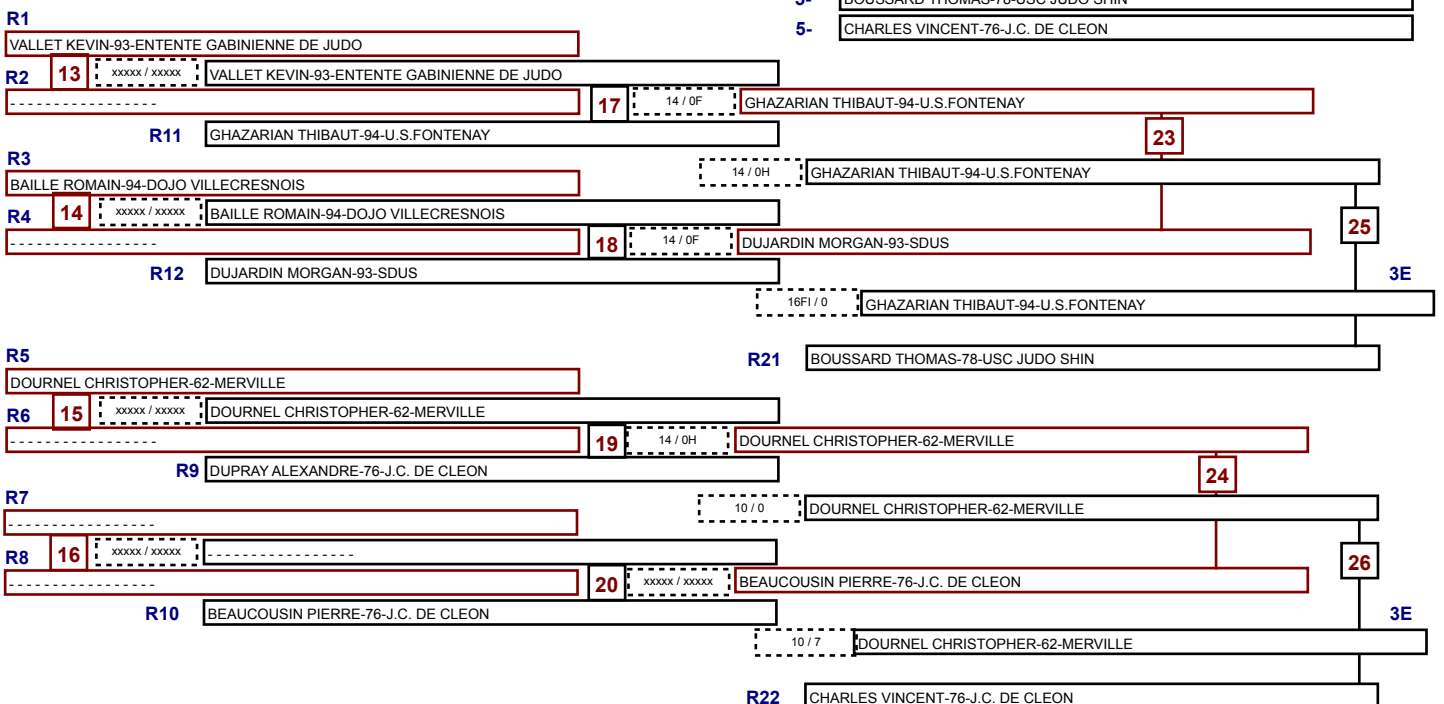 5- BOUSSARD THOMAS-78-USC JUDO SHIN
R1
5- CHARLES VINCENT-76-J.C. DE CLEON
VALLET KEVIN-93-ENTENTE GABINIENNE DE JUDO
R2 13 xxxxx / xxxxx VALLET KEVIN-93-ENTENTE GABINIENNE DE JUDO
- - - - - - - - - - - - - - - - - 17 14 / 0F GHAZARIAN THIBAUT-94-U.S.FONTENAY
R11 GHAZARIAN THIBAUT-94-U.S.FONTENAY 23
R3
14 / 0H GHAZARIAN THIBAUT-94-U.S.FONTENAY
BAILLE ROMAIN-94-DOJO VILLECRESNOIS
R4 14 xxxxx / xxxxx BAILLE ROMAIN-94-DOJO VILLECRESNOIS 25
- - - - - - - - - - - - - - - - - 18 14 / 0F DUJARDIN MORGAN-93-SDUS
R12 DUJARDIN MORGAN-93-SDUS 3E
16FI / 0 GHAZARIAN THIBAUT-94-U.S.FONTENAY
R5
R21 BOUSSARD THOMAS-78-USC JUDO SHIN
DOURNEL CHRISTOPHER-62-MERVILLE
R6 15 xxxxx / xxxxx DOURNEL CHRISTOPHER-62-MERVILLE
- - - - - - - - - - - - - - - - - 19 14 / 0H DOURNEL CHRISTOPHER-62-MERVILLE
R9 DUPRAY ALEXANDRE-76-J.C. DE CLEON 24
R7
10 / 0 DOURNEL CHRISTOPHER-62-MERVILLE
- - - - - - - - - - - - - - - - -
R8 16 xxxxx / xxxxx - - - - - - - - - - - - - - - - - 26
- - - - - - - - - - - - - - - - - 20 xxxxx / xxxxx BEAUCOUSIN PIERRE-76-J.C. DE CLEON
R10 BEAUCOUSIN PIERRE-76-J.C. DE CLEON 3E
10 / 7 DOURNEL CHRISTOPHER-62-MERVILLE
R22 CHARLES VINCENT-76-J.C. DE CLEON